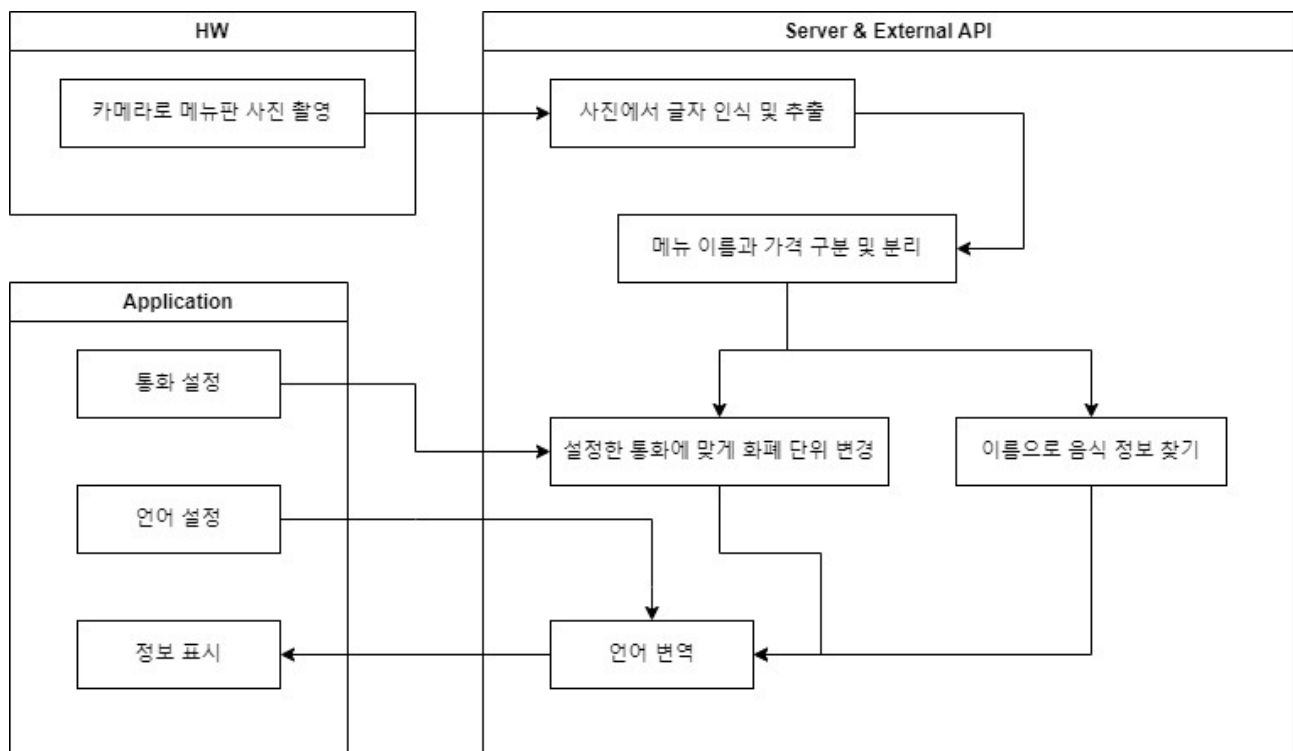 HW
Server & External API
카메라로 메뉴판 사진 촬영
사진에서 글자 인식 및 추출
메뉴 이름과 가격 구분 및 분리
Application
통화 설정
설정한 통화에 맞게 화폐 단위 변경
이름으로 음식 정보 찾기
언어 설정
정보 표시
언어 변역